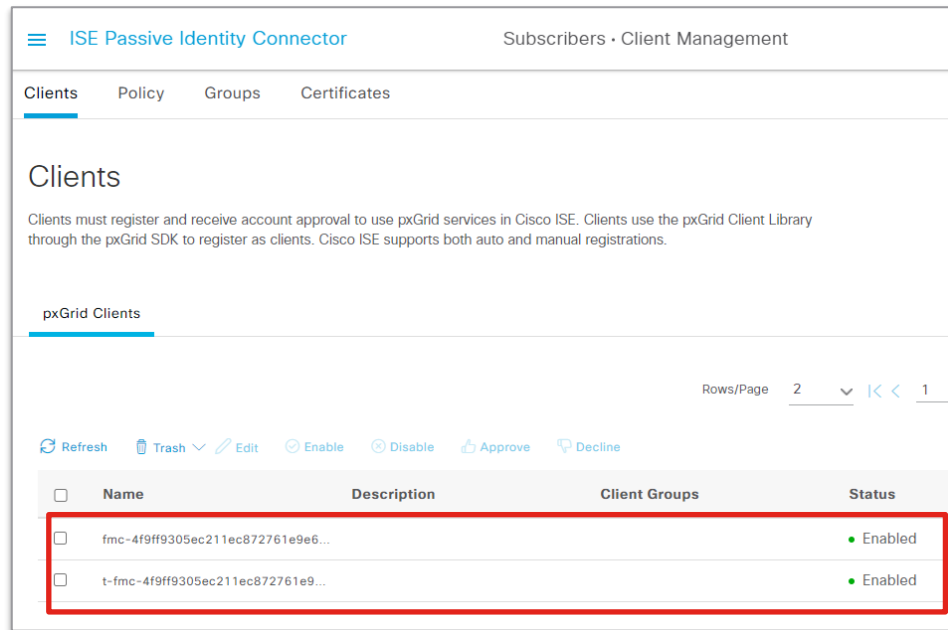 ISE Passive Identity Connector Subscribers · Client Management
Clients Policy Groups Certificates
Clients
Clients must register and receive account approval to use pxGrid services in Cisco ISE. Clients use the pxGrid Client Library
through the pxGrid SDK to register as clients. Cisco ISE supports both auto and manual registrations.
pxGrid Clients
Rows/Page 2 1
Refresh Trash Edit Enable Disable Approve Decline
Name Description Client Groups Status
fmc-4f9ff9305ec211ec872761e9e6... Enabled
t-fmc-4f9ff9305ec211ec872761e9... Enabled